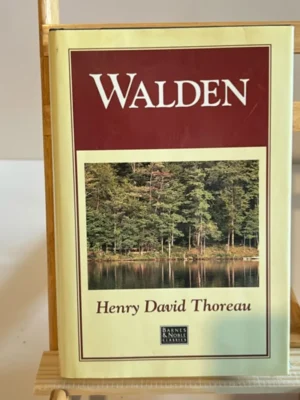 WALDEN
Henry David Thoreau
BARNES
& NOBLE
CLASSICS